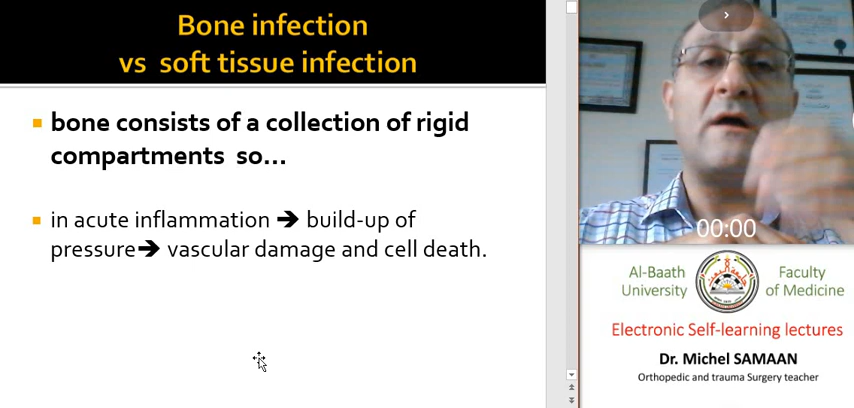 Bone infection
vs soft tissue infection
bone consists of a collection of rigid
compartments so...
in acute inflammation ➔ build-up of
pressure➔ vascular damage and cell death.
00:00
Al-Baath
University
Faculty
of Medicine
Electronic Self-learning lectures
Dr. Michel SAMAAN
Orthopedic and trauma Surgery teacher